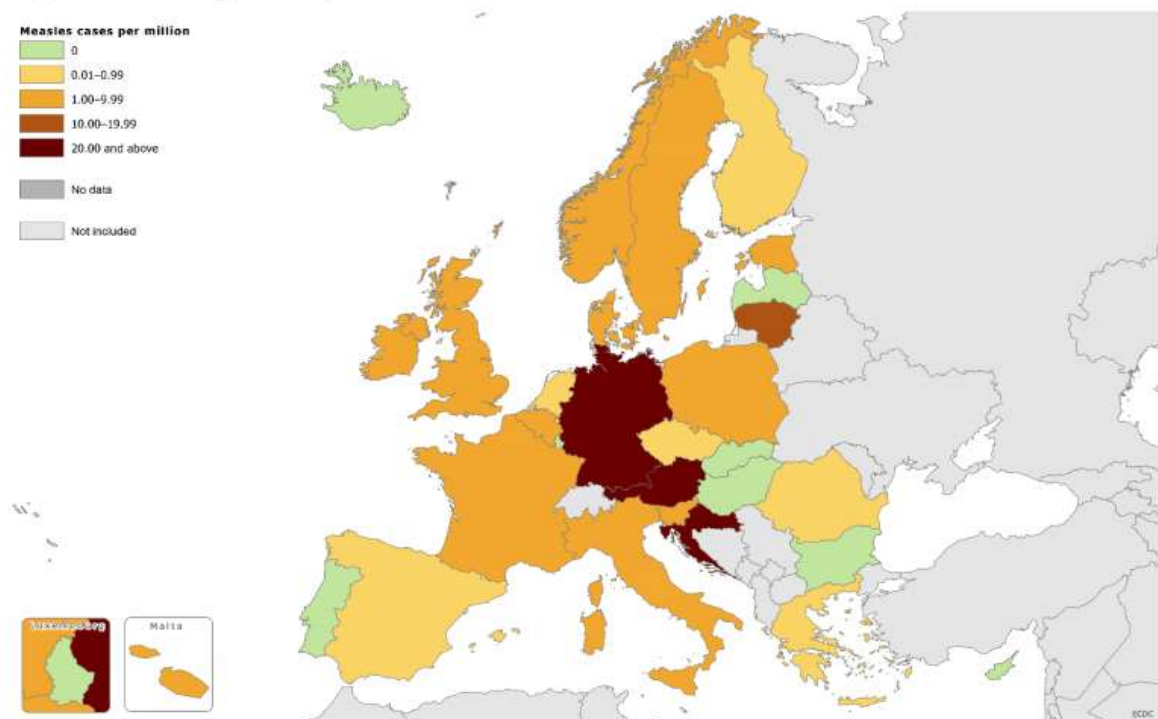 Measles cases per million
0
0.01–0.99
1.00–9.99
10.00–19.99
20.00 and above
No data
Not included
Luxembourg
Malta
ECDC